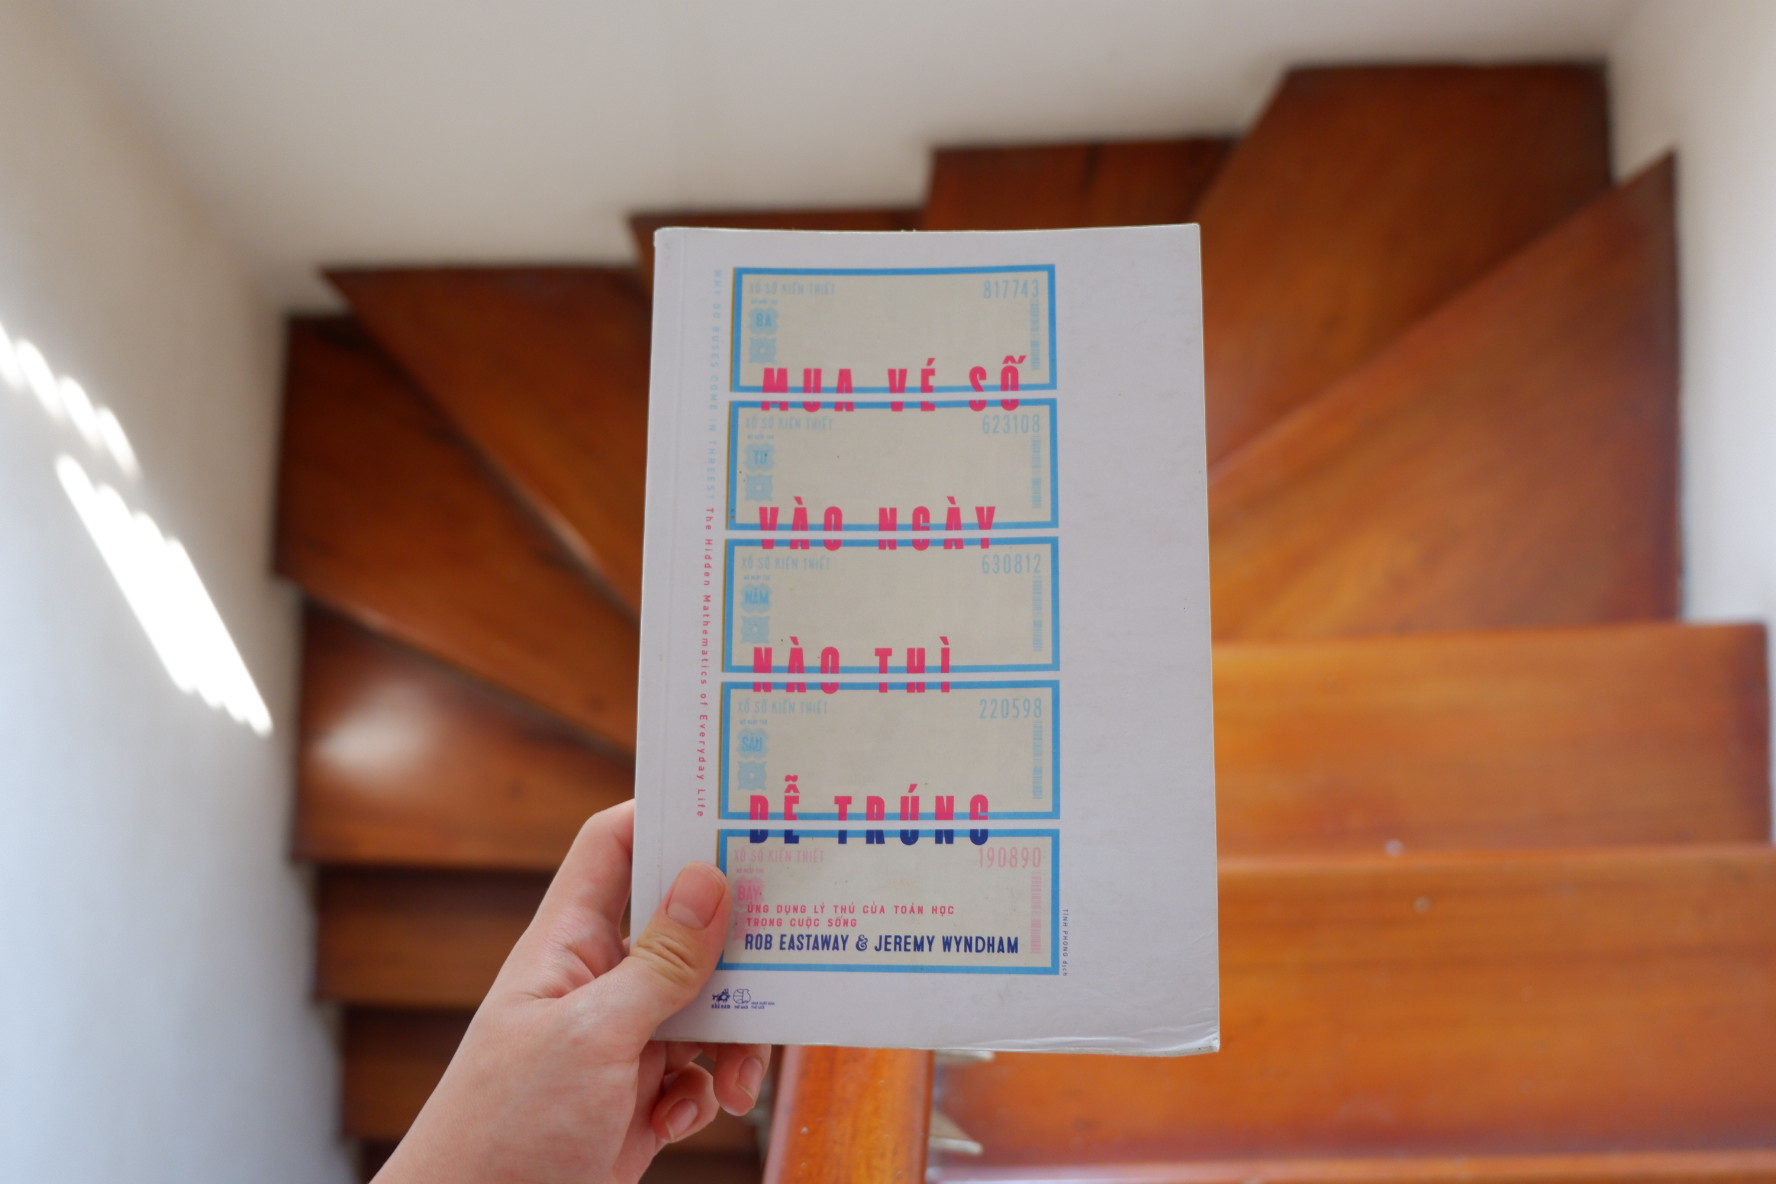 WHY DO BUSES COME IN THREES? The Hidden Mathematics of Everyday Life
XỔ SỐ KIẾN THIẾT 817743
BA
MUA VÉ SỐ
XỔ SỐ KIẾN THIẾT 623108
TƯ
VÀO NGÀY
XỔ SỐ KIẾN THIẾT 630812
NĂM
NÀO THÌ
XỔ SỐ KIẾN THIẾT 220598
SÁU
DỄ TRÚNG
XỔ SỐ KIẾN THIẾT 190890
BẢY
ỨNG DỤNG LÝ THÚ CỦA TOÁN HỌC
TRONG CUỘC SỐNG
ROB EASTAWAY & JEREMY WYNDHAM
NHÃ NAM